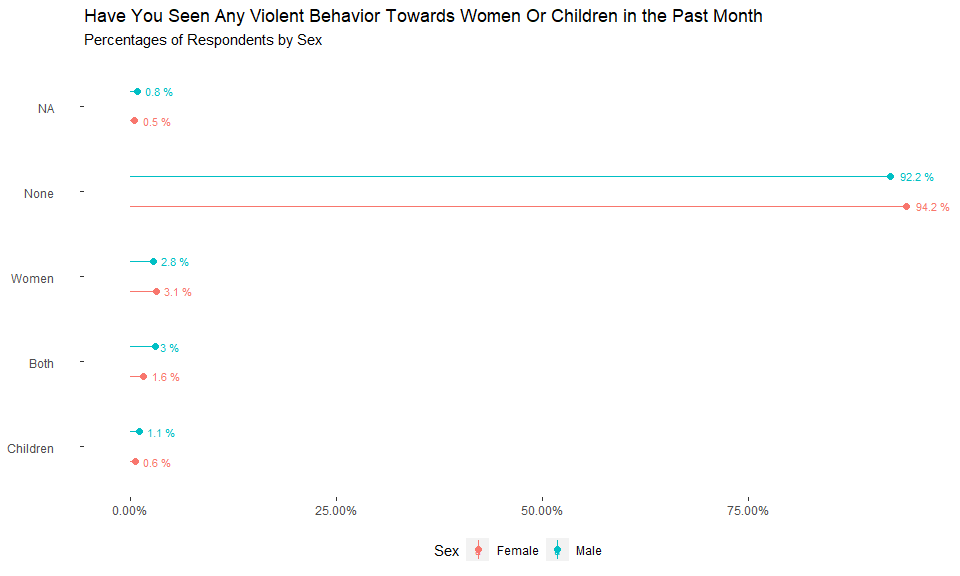 Have You Seen Any Violent Behavior Towards Women Or Children in the Past Month
Percentages of Respondents by Sex
NA
0.8 %
0.5 %
None
92.2 %
94.2 %
Women
2.8 %
3.1 %
Both
3 %
1.6 %
Children
1.1 %
0.6 %
0.00% 25.00% 50.00% 75.00%
Sex Female Male